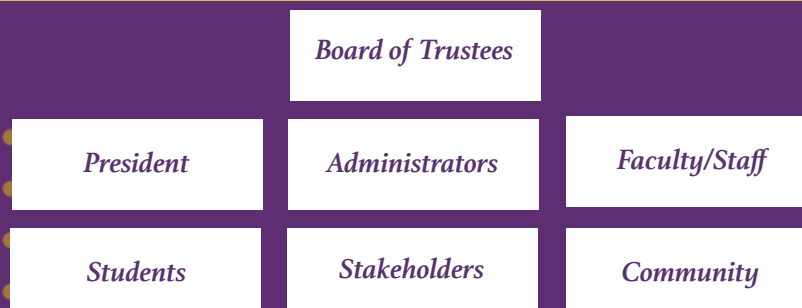 Board of Trustees
President
Administrators
Faculty/Staff
Students
Stakeholders
Community